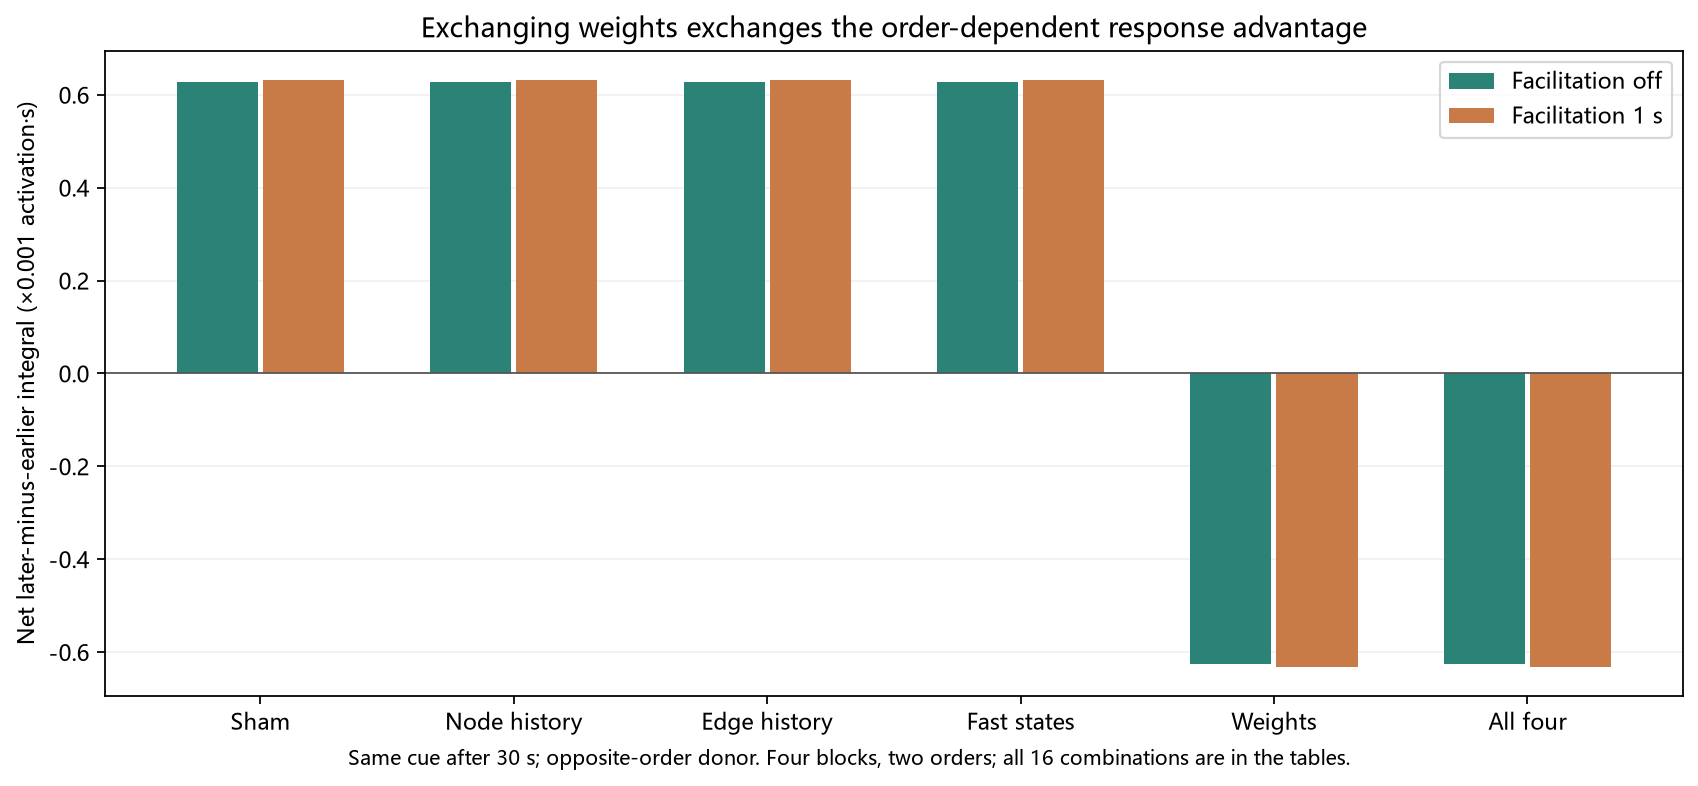 Exchanging weights exchanges the order-dependent response advantage
Net later-minus-earlier integral (×0.001 activation·s)
0.6
0.4
0.2
0.0
-0.2
-0.4
-0.6
Facilitation off
Facilitation 1 s
Sham
Node history
Edge history
Fast states
Weights
All four
Same cue after 30 s; opposite-order donor. Four blocks, two orders; all 16 combinations are in the tables.